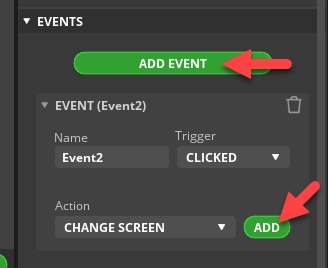 EVENTS
ADD EVENT
EVENT (Event2)
Name Trigger
Event2 CLICKED
Action
CHANGE SCREEN ADD